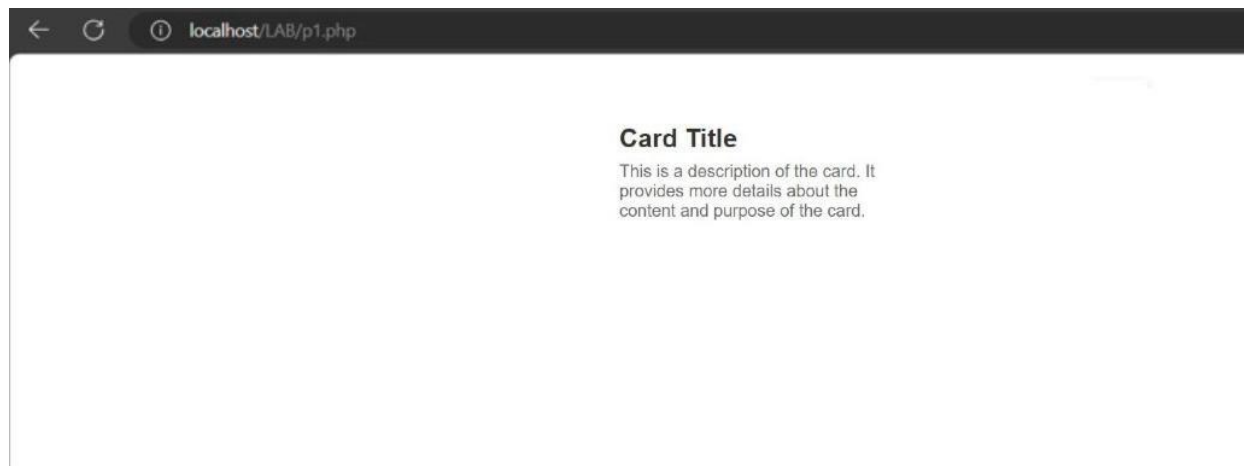 localhost/LAB/p1.php
Card Title
This is a description of the card. It
provides more details about the
content and purpose of the card.